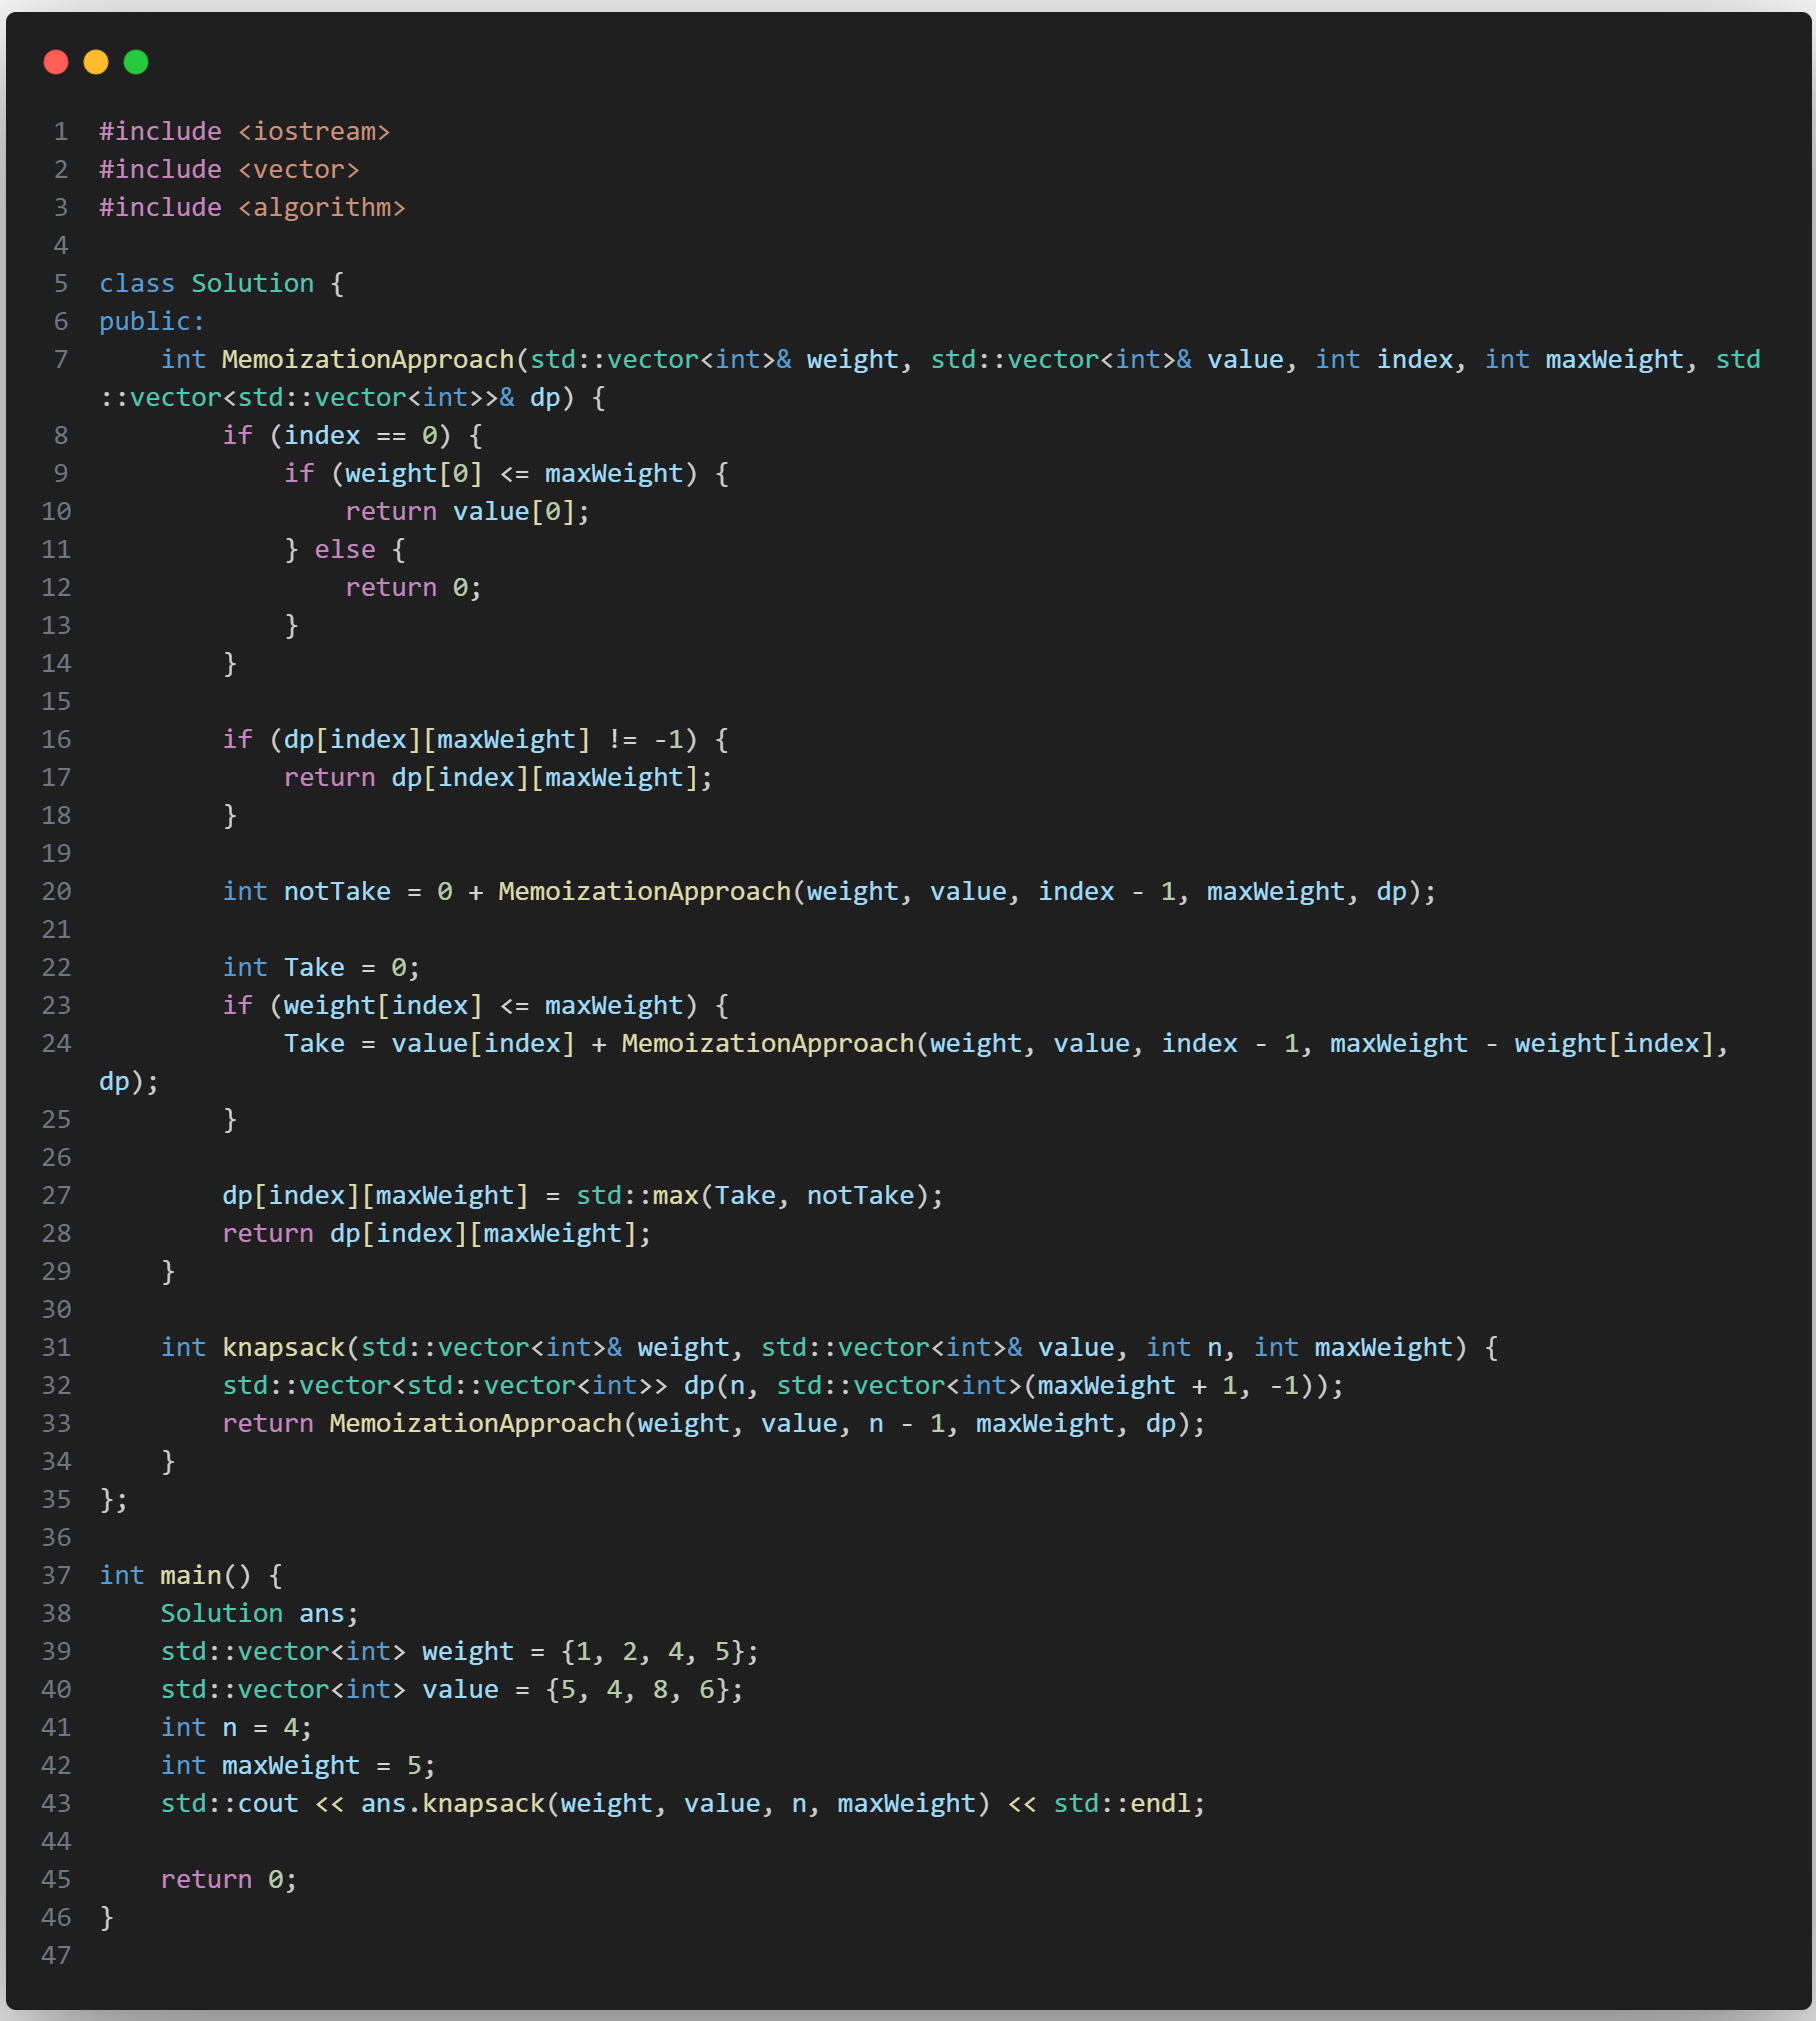 1 #include <iostream>
2 #include <vector>
3 #include <algorithm>
4
5 class Solution {
6 public:
7     int MemoizationApproach(std::vector<int>& weight, std::vector<int>& value, int index, int maxWeight, std
::vector<std::vector<int>>& dp) {
8         if (index == 0) {
9             if (weight[0] <= maxWeight) {
10                 return value[0];
11             } else {
12                 return 0;
13             }
14         }
15
16         if (dp[index][maxWeight] != -1) {
17             return dp[index][maxWeight];
18         }
19
20         int notTake = 0 + MemoizationApproach(weight, value, index - 1, maxWeight, dp);
21
22         int Take = 0;
23         if (weight[index] <= maxWeight) {
24             Take = value[index] + MemoizationApproach(weight, value, index - 1, maxWeight - weight[index],
dp);
25         }
26
27         dp[index][maxWeight] = std::max(Take, notTake);
28         return dp[index][maxWeight];
29     }
30
31     int knapsack(std::vector<int>& weight, std::vector<int>& value, int n, int maxWeight) {
32         std::vector<std::vector<int>> dp(n, std::vector<int>(maxWeight + 1, -1));
33         return MemoizationApproach(weight, value, n - 1, maxWeight, dp);
34     }
35 };
36
37 int main() {
38     Solution ans;
39     std::vector<int> weight = {1, 2, 4, 5};
40     std::vector<int> value = {5, 4, 8, 6};
41     int n = 4;
42     int maxWeight = 5;
43     std::cout << ans.knapsack(weight, value, n, maxWeight) << std::endl;
44
45     return 0;
46 }
47